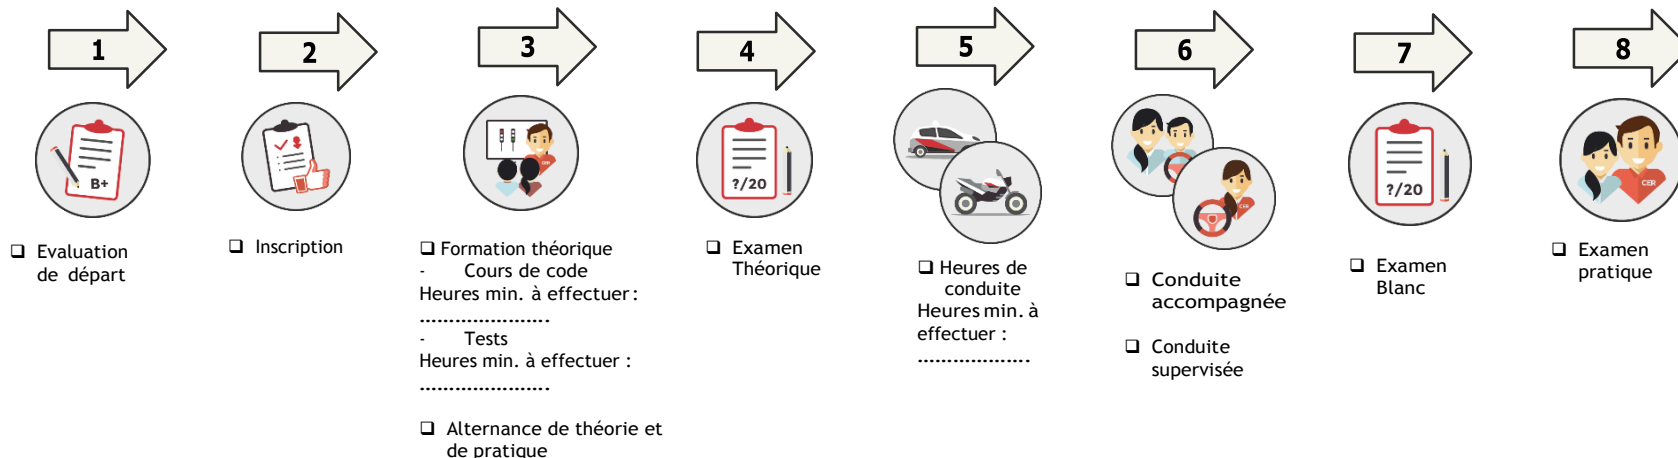 1
2
3
4
5
6
7
8
B+
CER
?/20
?/20
CER
❑ Evaluation
de départ
❑ Inscription
❑ Formation théorique
- Cours de code
Heures min. à effectuer :
......................
- Tests
Heures min. à effectuer :
......................
❑ Alternance de théorie et
de pratique
❑ Examen
Théorique
❑ Heures de
conduite
Heures min. à
effectuer :
...................
❑ Conduite
accompagnée
❑ Conduite
supervisée
❑ Examen
Blanc
❑ Examen
pratique